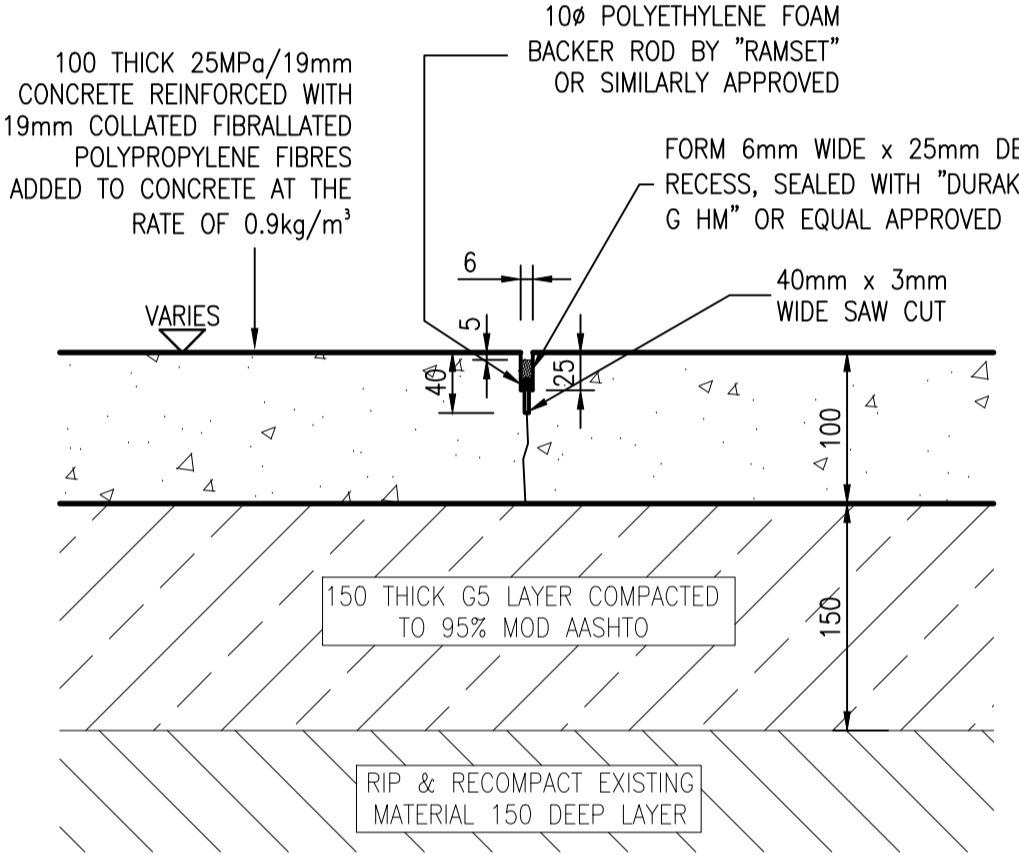 10ø POLYETHYLENE FOAM
BACKER ROD BY "RAMSET"
OR SIMILARLY APPROVED
100 THICK 25MPa/19mm
CONCRETE REINFORCED WITH
19mm COLLATED FIBRALLATED
POLYPROPYLENE FIBRES
ADDED TO CONCRETE AT THE
RATE OF 0.9kg/m³
FORM 6mm WIDE x 25mm
RECESS, SEALED WITH
G HM" OR EQUAL APPROVED
40mm x 3mm
WIDE SAW CUT
VARIES
6
5
40
25
100
150
150 THICK G5 LAYER COMPACTED
TO 95% MOD AASHTO
RIP & RECOMPACT EXISTING
MATERIAL 150 DEEP LAYER